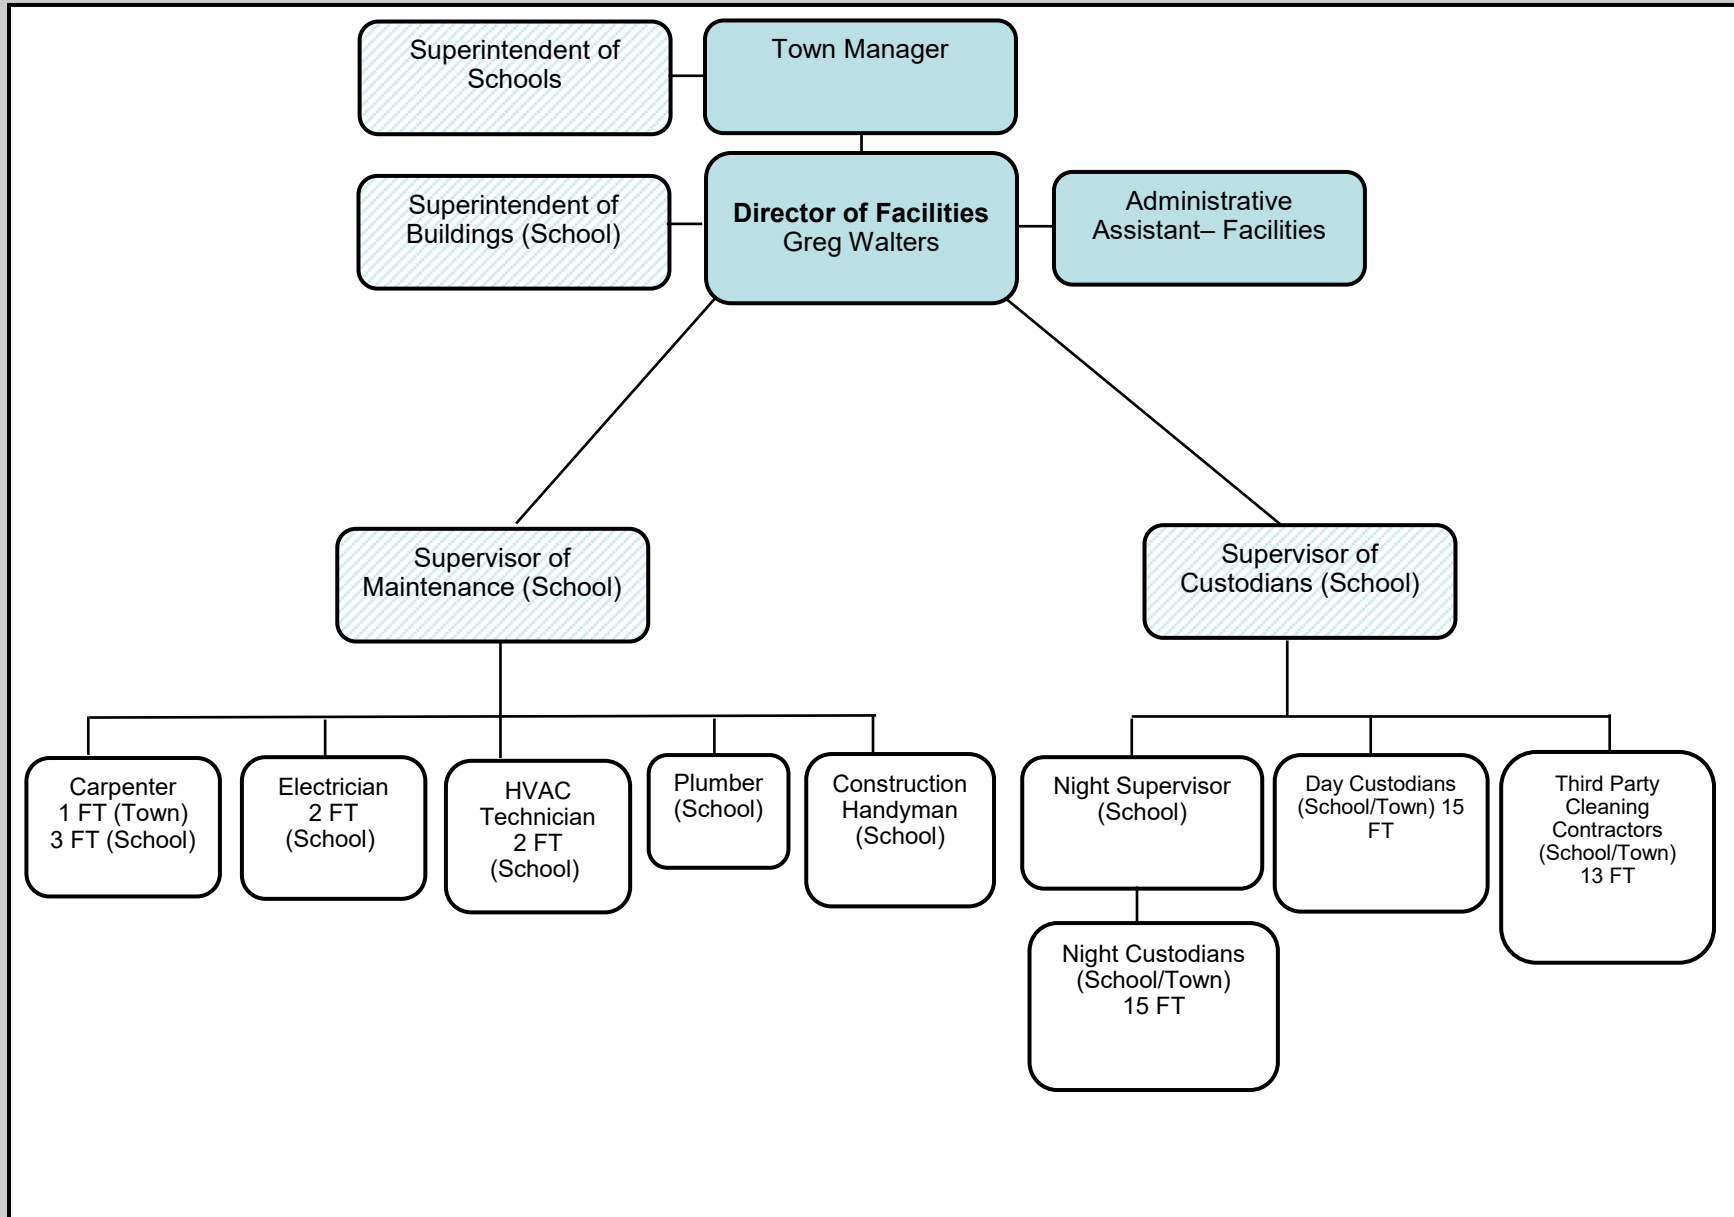 Superintendent of
Schools
Town Manager
Superintendent of
Buildings (School)
Director of Facilities
Greg Walters
Administrative
Assistant– Facilities
Supervisor of
Maintenance (School)
Supervisor of
Custodians (School)
Carpenter
1 FT (Town)
3 FT (School)
Electrician
2 FT
(School)
HVAC
Technician
2 FT
(School)
Plumber
(School)
Construction
Handyman
(School)
Night Supervisor
(School)
Day Custodians
(School/Town) 15
FT
Third Party
Cleaning
Contractors
(School/Town)
13 FT
Night Custodians
(School/Town)
15 FT